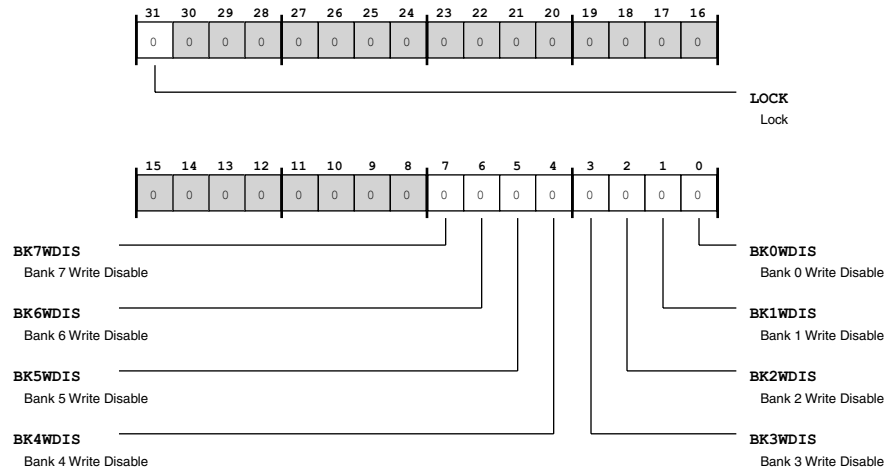 31 30 29 28 27 26 25 24 23 22 21 20 19 18 17 16
0 0 0 0 0 0 0 0 0 0 0 0 0 0 0 0
LOCK
Lock
15 14 13 12 11 10 9 8 7 6 5 4 3 2 1 0
0 0 0 0 0 0 0 0 0 0 0 0 0 0 0 0
BK7WDIS
Bank 7 Write Disable
BK0WDIS
Bank 0 Write Disable
BK6WDIS
Bank 6 Write Disable
BK1WDIS
Bank 1 Write Disable
BK5WDIS
Bank 5 Write Disable
BK2WDIS
Bank 2 Write Disable
BK4WDIS
Bank 4 Write Disable
BK3WDIS
Bank 3 Write Disable